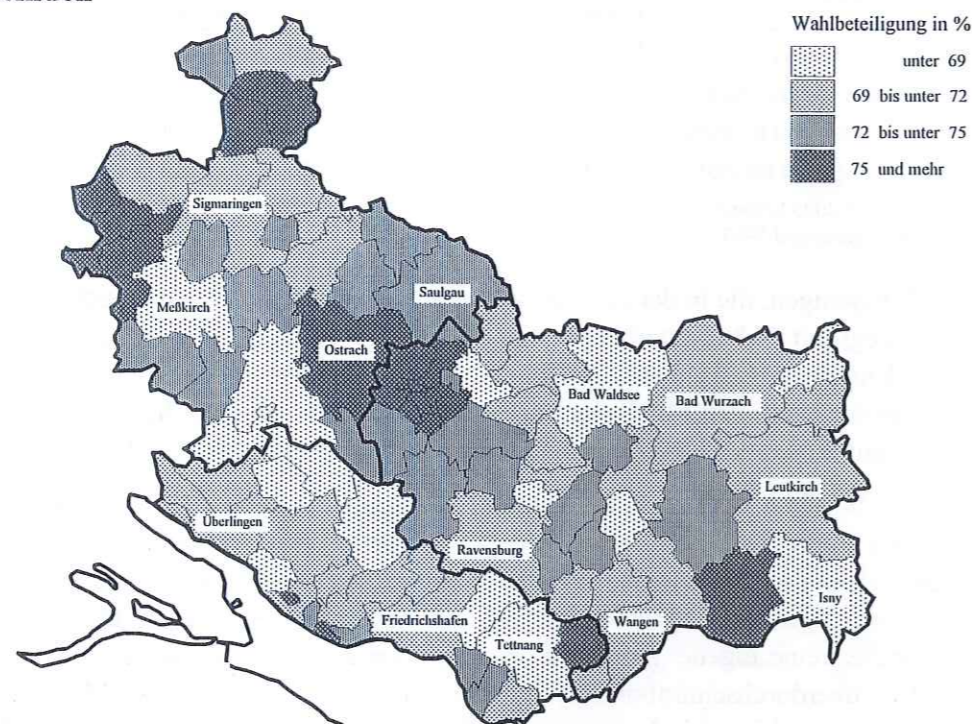 Wahlbeteiligung in %
unter 69
69 bis unter 72
72 bis unter 75
75 und mehr
Sigmaringen
Meßkirch
Saulgau
Ostrach
Bad Waldsee
Bad Wurzach
Leutkirch
Überlingen
Ravensburg
Isny
Friedrichshafen
Wangen
Tettnang